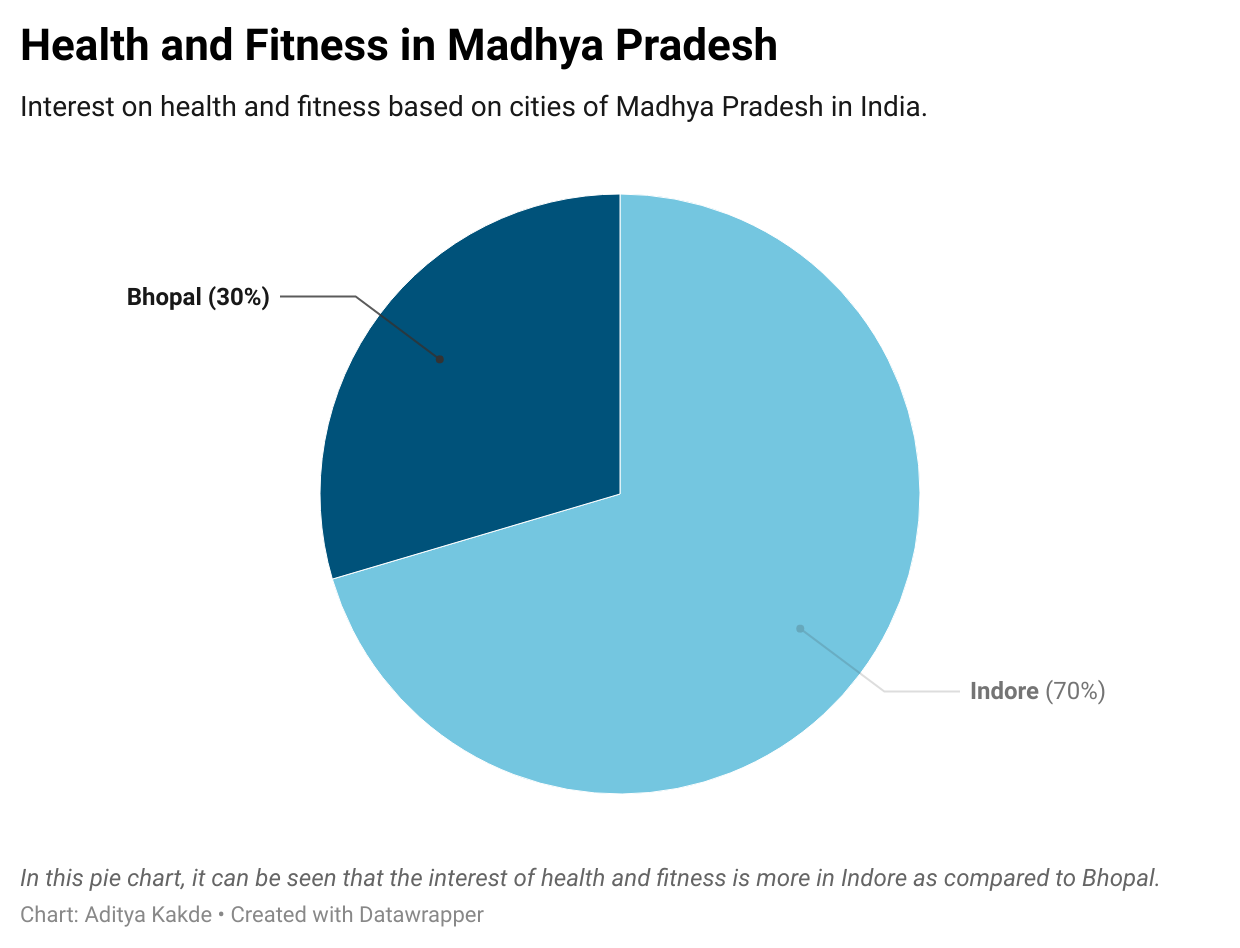 Health and Fitness in Madhya Pradesh
Interest on health and fitness based on cities of Madhya Pradesh in India.
Bhopal (30%)
Indore (70%)
In this pie chart, it can be seen that the interest of health and fitness is more in Indore as compared to Bhopal.
Chart: Aditya Kakde • Created with Datawrapper